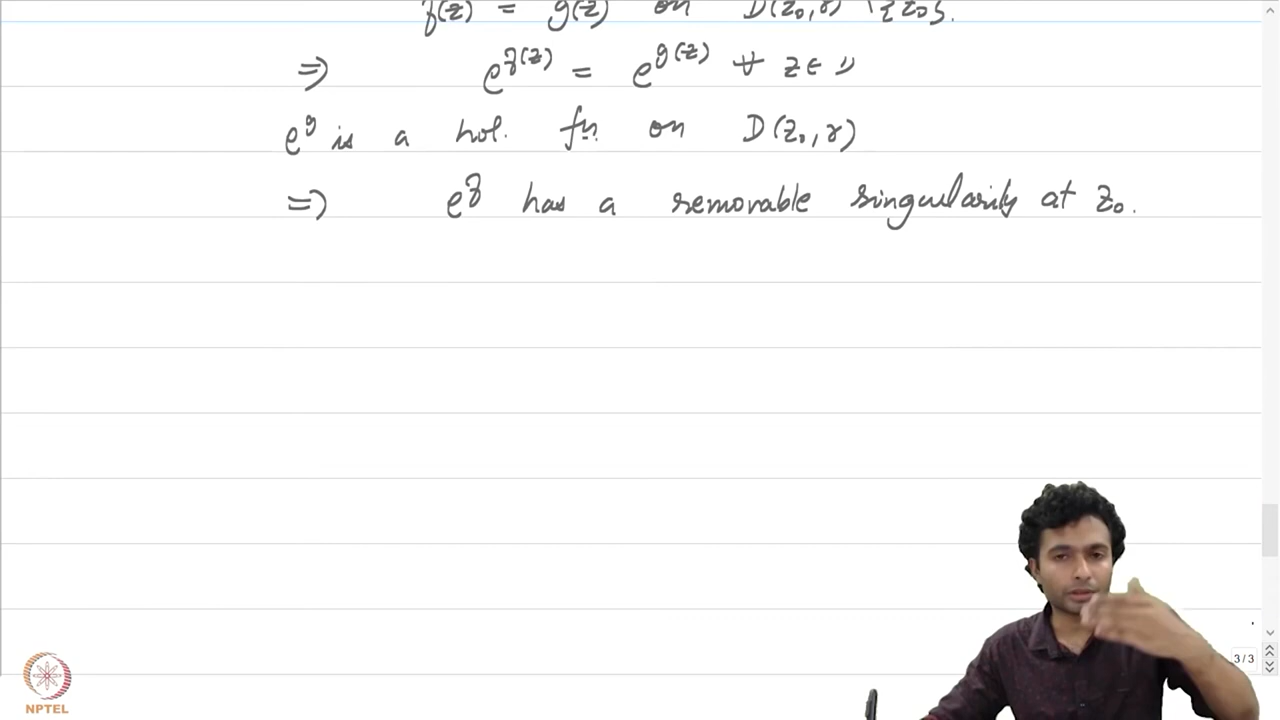 f(z) = g(z) on D(z₀, r) \ {z₀}.
⇒ e^{f(z)} = e^{g(z)} ∀ z ∈ 〃
e^g is a hol. fn. on D(z₀, r)
⇒ e^f has a removable singularity at z₀.
3/3
NPTEL